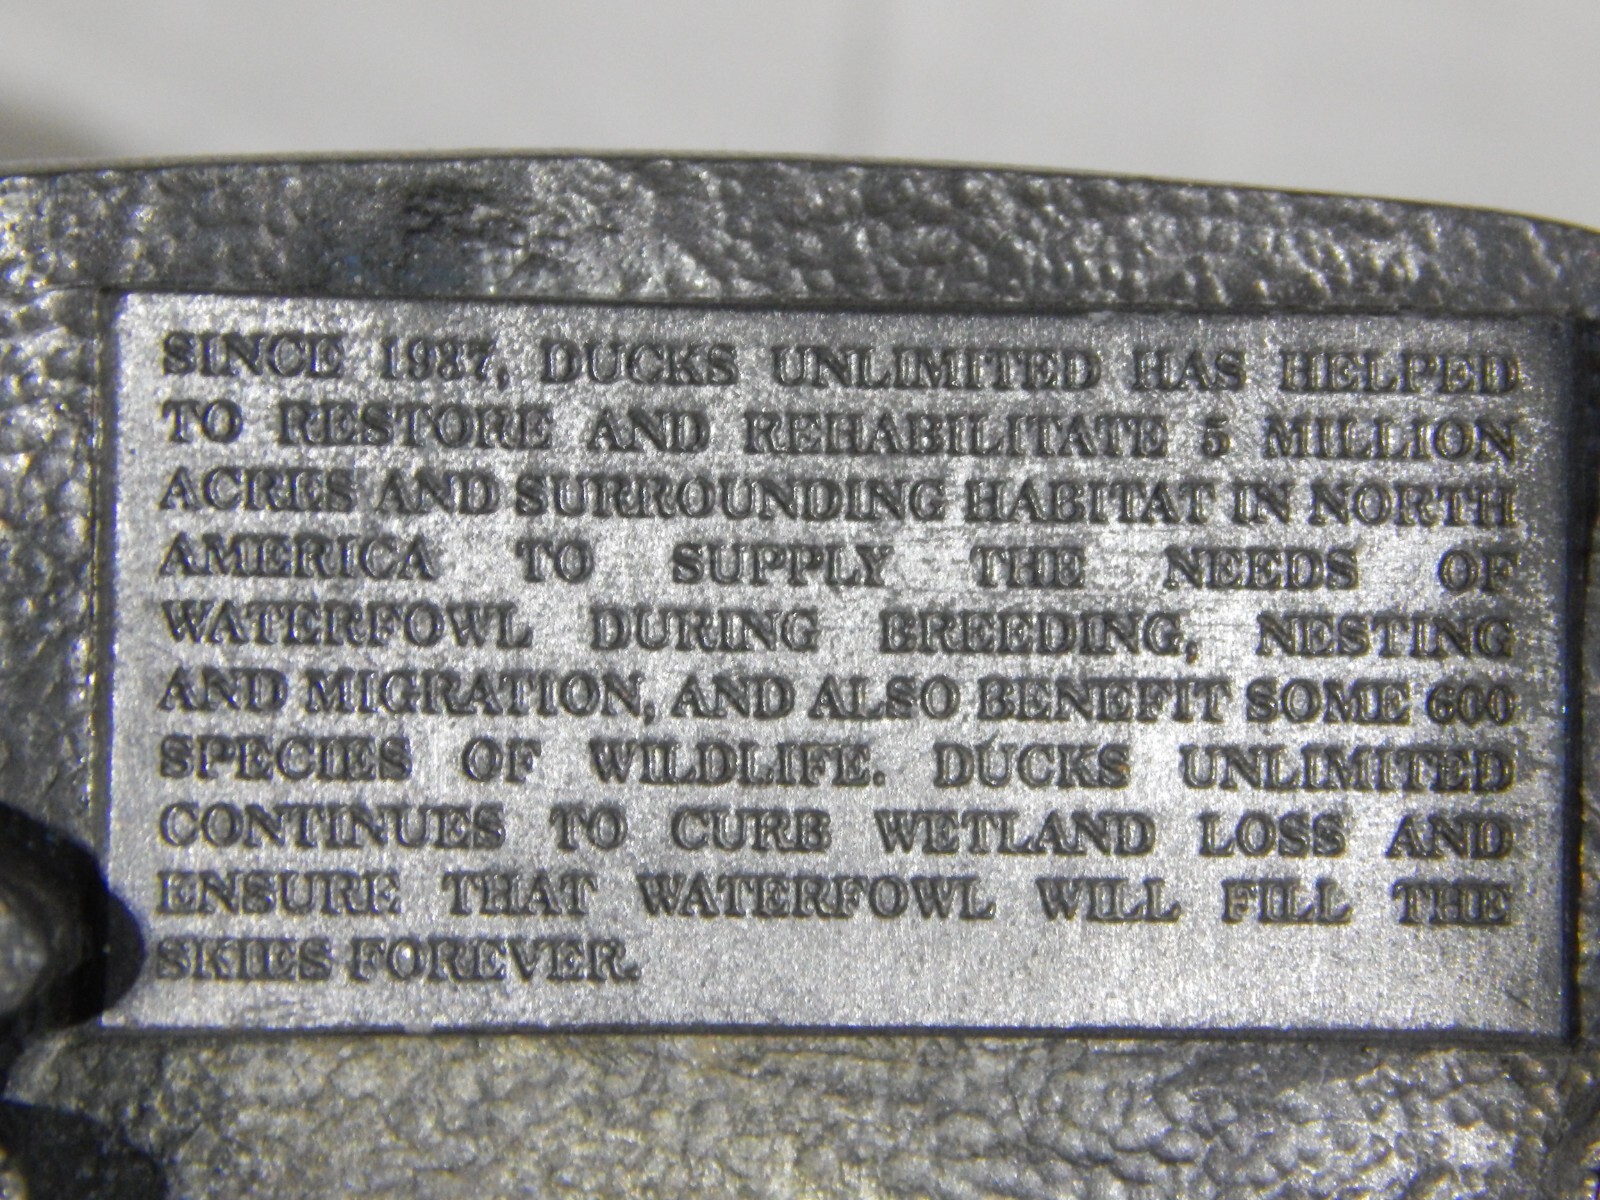 SINCE 1937, DUCKS UNLIMITED HAS HELPED
TO RESTORE AND REHABILITATE 5 MILLION
ACRES AND SURROUNDING HABITAT IN NORTH
AMERICA TO SUPPLY THE NEEDS OF
WATERFOWL DURING BREEDING, NESTING
AND MIGRATION, AND ALSO BENEFIT SOME 600
SPECIES OF WILDLIFE. DUCKS UNLIMITED
CONTINUES TO CURB WETLAND LOSS AND
ENSURE THAT WATERFOWL WILL FILL THE
SKIES FOREVER.